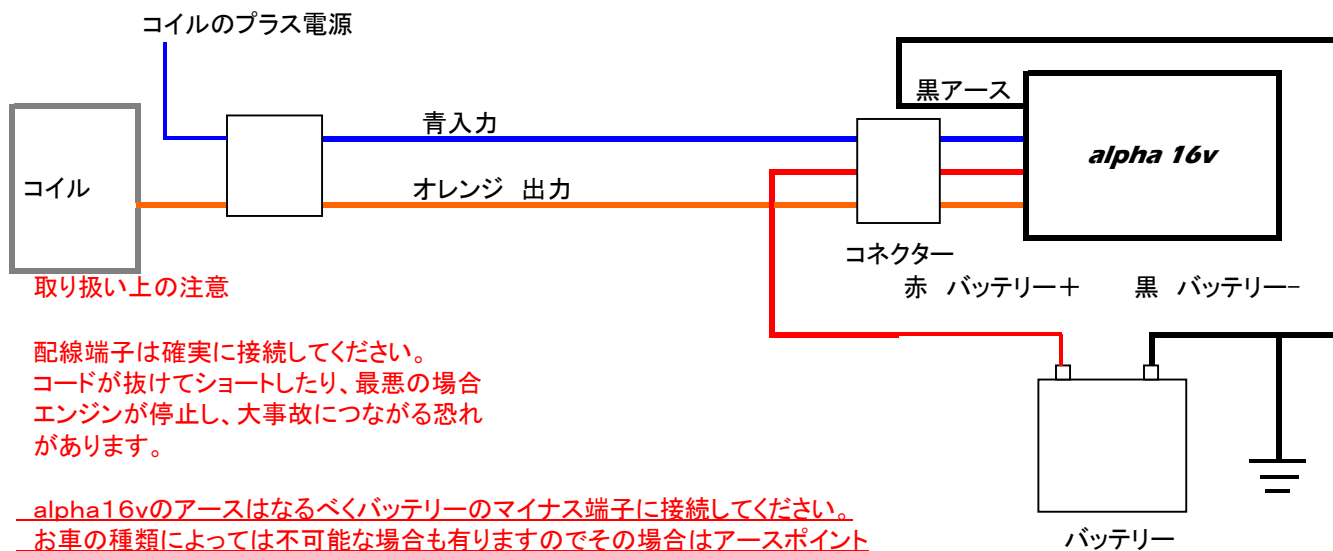 コイルのプラス電源
黒アース
青入力
alpha 16v
コイル
オレンジ 出力
コネクター
赤 バッテリー＋ 黒 バッテリー−
取り扱い上の注意
配線端子は確実に接続してください。
コードが抜けてショートしたり、最悪の場合
エンジンが停止し、大事故につながる恐れ
があります。
alpha16vのアースはなるべくバッテリーのマイナス端子に接続してください。
お車の種類によっては不可能な場合も有りますのでその場合はアースポイント
バッテリー